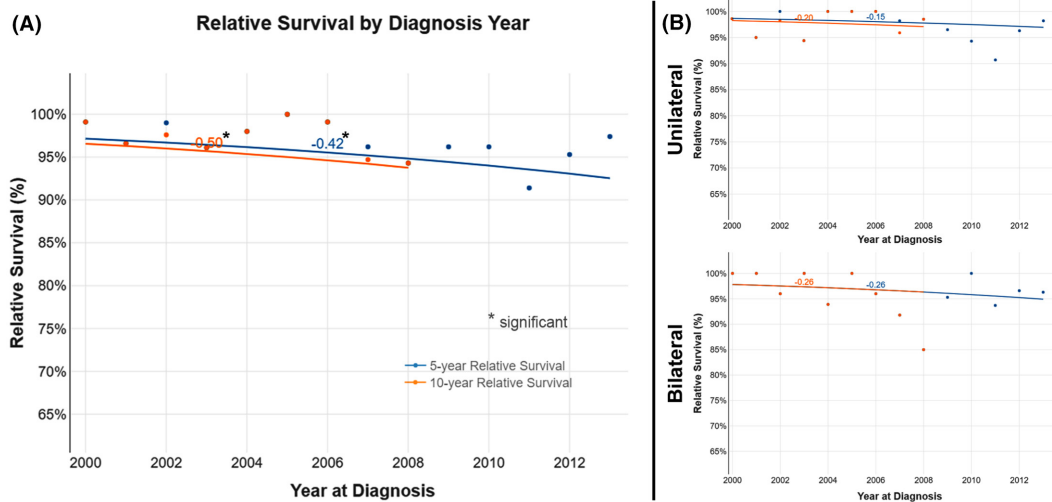 (A)
Relative Survival by Diagnosis Year
Relative Survival (%)
100%
95%
90%
85%
80%
75%
70%
65%
-0.50 *
-0.42 *
* significant
5-year Relative Survival
10-year Relative Survival
2000 2002 2004 2006 2008 2010 2012
Year at Diagnosis
(B)
Unilateral
Relative Survival (%)
100%
95%
90%
85%
80%
75%
70%
65%
-0.20
-0.15
2000 2002 2004 2006 2008 2010 2012
Year at Diagnosis
Bilateral
Relative Survival (%)
100%
95%
90%
85%
80%
75%
70%
65%
-0.26
-0.26
2000 2002 2004 2006 2008 2010 2012
Year at Diagnosis